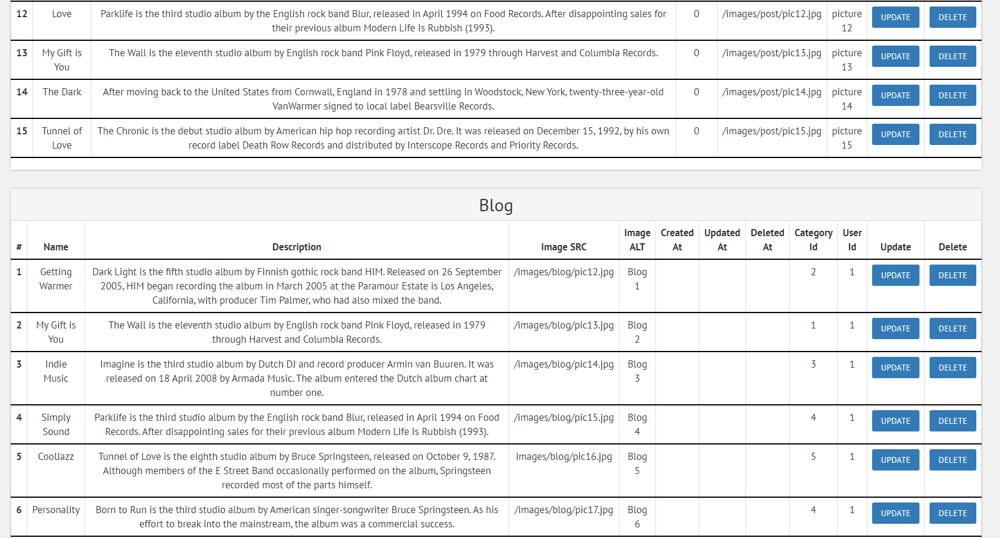 12 Love Parklife is the third studio album by the English rock band Blur, released in April 1994 on Food Records. After disappointing sales for 0 /images/post/pic12.jpg picture UPDATE DELETE
their previous album Modern Life Is Rubbish (1993). 12
13 My Gift is The Wall is the eleventh studio album by English rock band Pink Floyd, released in 1979 through Harvest and Columbia Records. 0 /images/post/pic13.jpg picture UPDATE DELETE
You 13
14 The Dark After moving back to the United States from Cornwall, England in 1978 and settling in Woodstock, New York, twenty-three-year-old 0 /images/post/pic14.jpg picture UPDATE DELETE
VanWarmer signed to local label Bearsville Records. 14
15 Tunnel of The Chronic is the debut studio album by American hip hop recording artist Dr. Dre. It was released on December 15, 1992, by his own 0 /images/post/pic15.jpg picture UPDATE DELETE
Love record label Death Row Records and distributed by Interscope Records and Priority Records. 15
Blog
Image Created Updated Deleted Category User
# Name Description Image SRC ALT At At At Id Id Update Delete
1 Getting Dark Light is the fifth studio album by Finnish gothic rock band HIM. Released on 26 September /images/blog/pic12.jpg Blog 2 1 UPDATE DELETE
Warmer 2005, HIM began recording the album in March 2005 at the Paramour Estate is Los Angeles, 1
California, with producer Tim Palmer, who had also mixed the band.
2 My Gift is The Wall is the eleventh studio album by English rock band Pink Floyd, released in 1979 /images/blog/pic13.jpg Blog 1 1 UPDATE DELETE
You through Harvest and Columbia Records. 2
3 Indie Imagine is the third studio album by Dutch DJ and record producer Armin van Buuren. It was /images/blog/pic14.jpg Blog 3 1 UPDATE DELETE
Music released on 18 April 2008 by Armada Music. The album entered the Dutch album chart at 3
number one.
4 Simply Parklife is the third studio album by the English rock band Blur, released in April 1994 on Food /images/blog/pic15.jpg Blog 4 1 UPDATE DELETE
Sound Records. After disappointing sales for their previous album Modern Life Is Rubbish (1993). 4
5 CoolJazz Tunnel of Love is the eighth studio album by Bruce Springsteen, released on October 9, 1987. images/blog/pic16.jpg Blog 5 1 UPDATE DELETE
Although members of the E Street Band occasionally performed on the album, Springsteen 5
recorded most of the parts himself.
6 Personality Born to Run is the third studio album by American singer-songwriter Bruce Springsteen. As his /images/blog/pic17.jpg Blog 4 1 UPDATE DELETE
effort to break into the mainstream, the album was a commercial success. 6